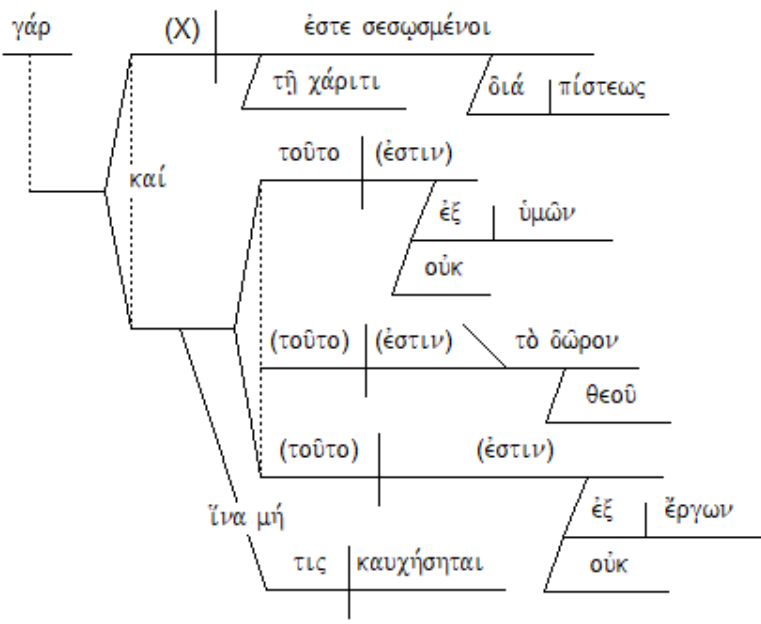 γάρ (X) ἐστε σεσῳσμένοι
τῇ χάριτι διά πίστεως
καί
τοῦτο (ἐστιν)
ἐξ ὑμῶν
οὐκ
(τοῦτο) (ἐστιν) τὸ δῶρον
θεοῦ
(τοῦτο) (ἐστιν)
ἵνα μή ἐξ ἔργων
τις καυχήσηται οὐκ